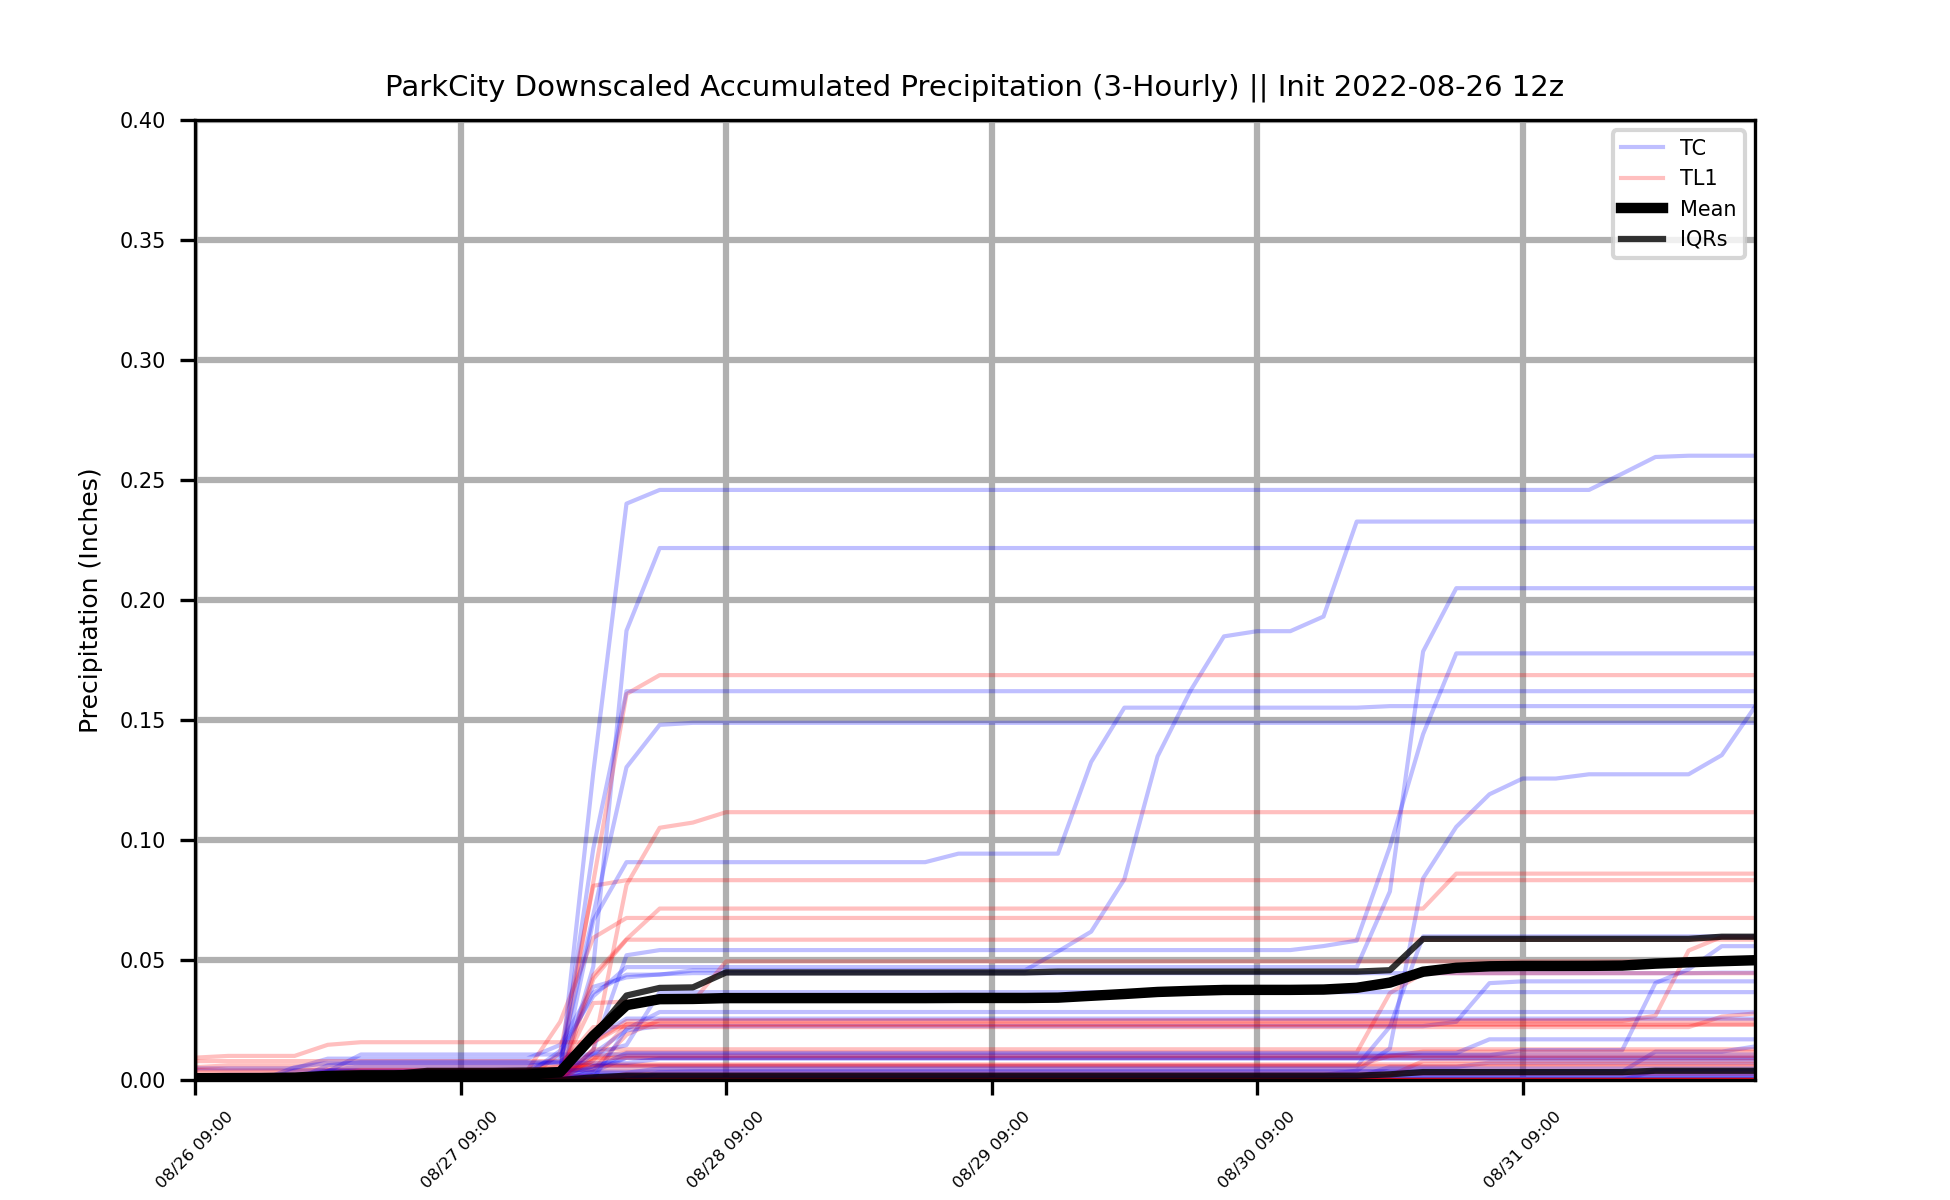 ParkCity Downscaled Accumulated Precipitation (3-Hourly) || Init 2022-08-26 12z
Precipitation (Inches)
0.40
0.35
0.30
0.25
0.20
0.15
0.10
0.05
0.00
TC
TL1
Mean
IQRs
08/26 09:00
08/27 09:00
08/28 09:00
08/29 09:00
08/30 09:00
08/31 09:00